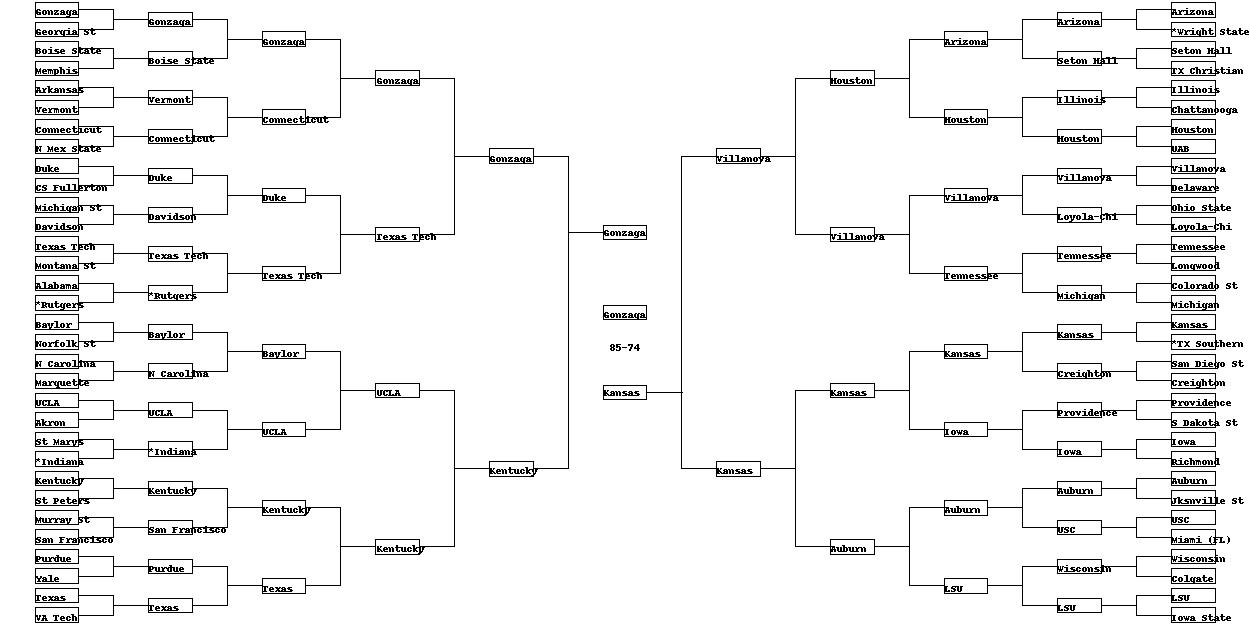 Gonzaga
Georgia St
Boise State
Memphis
Arkansas
Vermont
Connecticut
N Mex State
Duke
CS Fullerton
Michigan St
Davidson
Texas Tech
Montana St
Alabama
*Rutgers
Baylor
Norfolk St
N Carolina
Marquette
UCLA
Akron
St Marys
*Indiana
Kentucky
St Peters
Murray St
San Francisco
Purdue
Yale
Texas
VA Tech
Gonzaga
Boise State
Vermont
Connecticut
Duke
Davidson
Texas Tech
*Rutgers
Baylor
N Carolina
UCLA
*Indiana
Kentucky
San Francisco
Purdue
Texas
Gonzaga
Connecticut
Duke
Texas Tech
Baylor
UCLA
Kentucky
Texas
Gonzaga
Texas Tech
UCLA
Kentucky
Gonzaga
Kentucky
Gonzaga
Gonzaga
85-74
Kansas
Villanova
Kansas
Houston
Villanova
Kansas
Auburn
Arizona
Houston
Villanova
Tennessee
Kansas
Iowa
Auburn
LSU
Arizona
Seton Hall
Illinois
Houston
Villanova
Loyola-Chi
Tennessee
Michigan
Kansas
Creighton
Providence
Iowa
Auburn
USC
Wisconsin
LSU
Arizona
*Wright State
Seton Hall
TX Christian
Illinois
Chattanooga
Houston
UAB
Villanova
Delaware
Ohio State
Loyola-Chi
Tennessee
Longwood
Colorado St
Michigan
Kansas
*TX Southern
San Diego St
Creighton
Providence
S Dakota St
Iowa
Richmond
Auburn
Jksnville St
USC
Miami (FL)
Wisconsin
Colgate
LSU
Iowa State